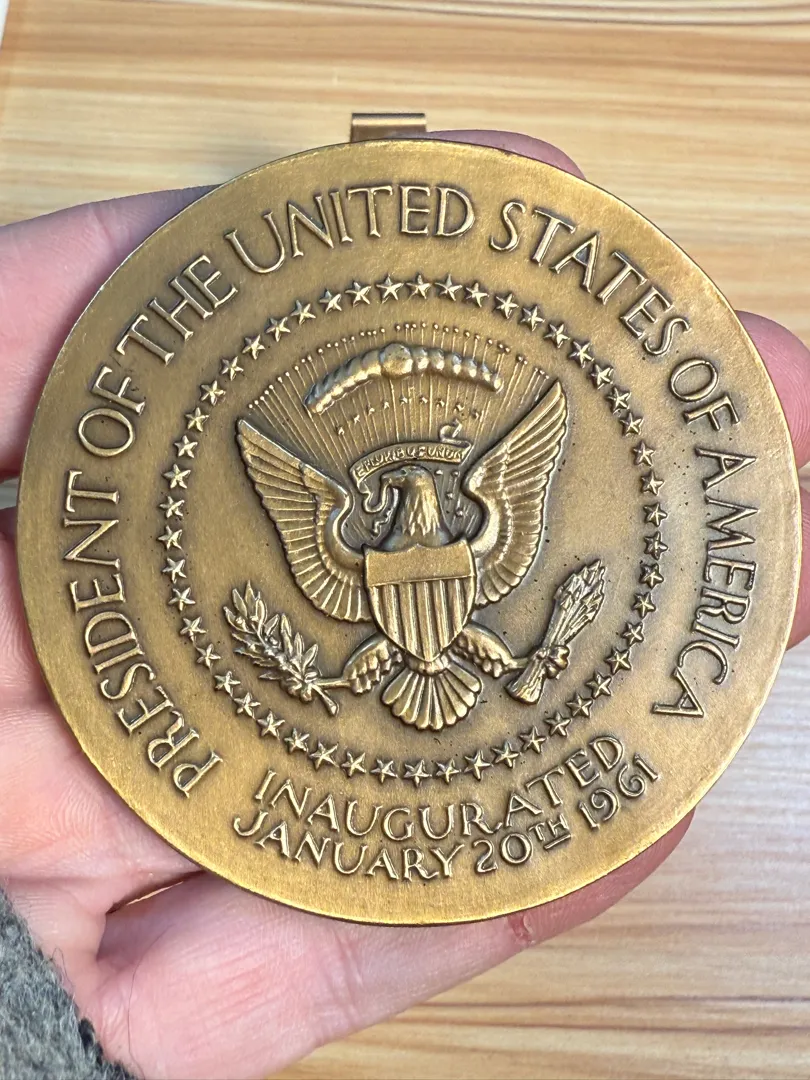 PRESIDENT OF THE UNITED STATES OF AMERICA
E PLURIBUS UNUM
INAUGURATED
JANUARY 20TH 1961